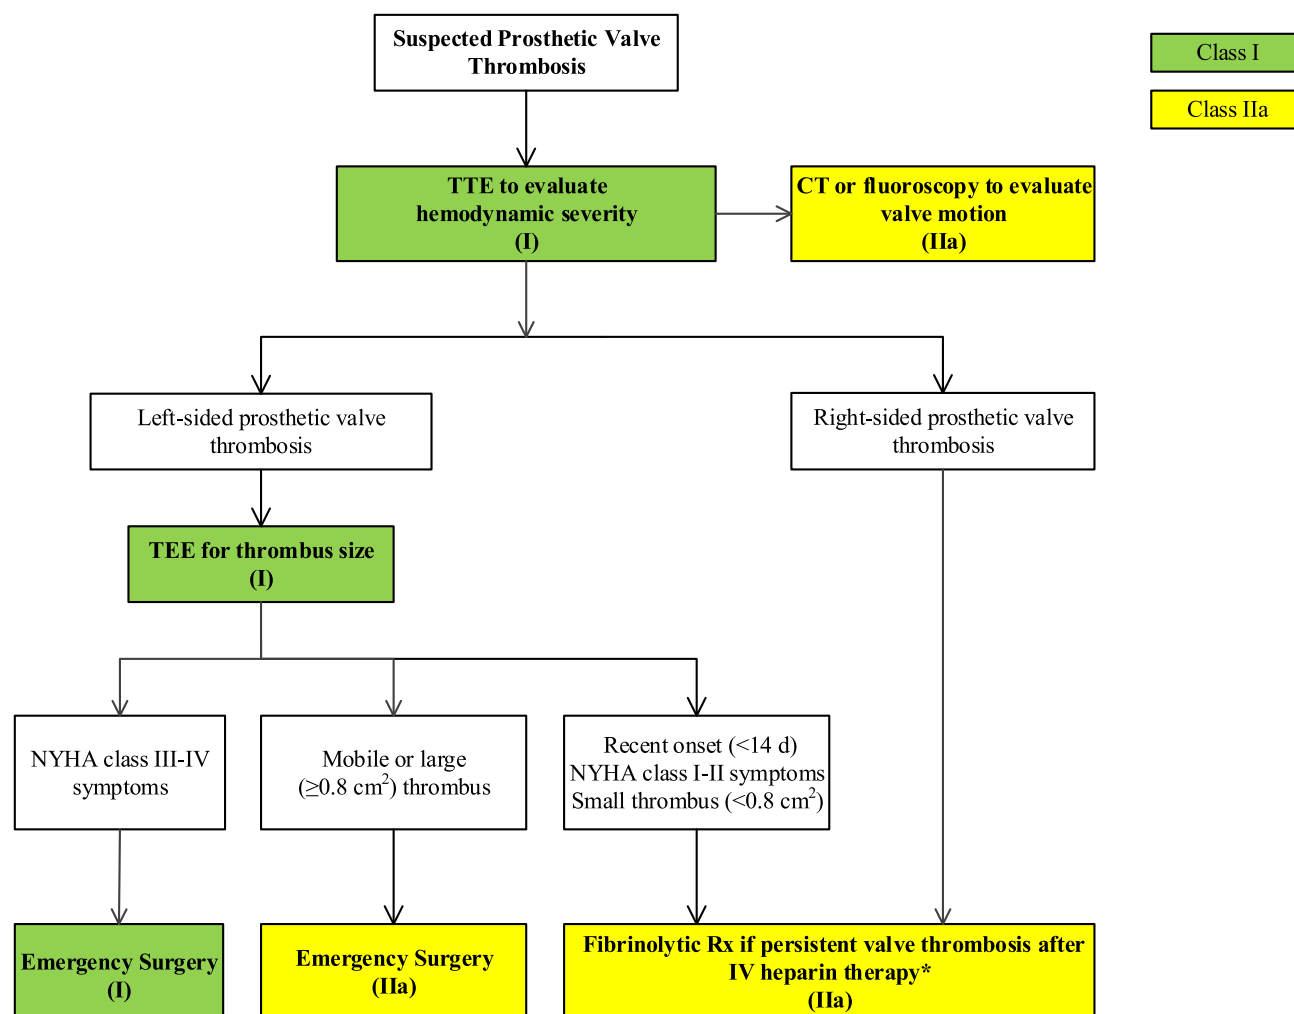 Suspected Prosthetic Valve
Thrombosis
Class I
Class IIa
TTE to evaluate
hemodynamic severity
(I)
CT or fluoroscopy to evaluate
valve motion
(IIa)
Left-sided prosthetic valve
thrombosis
Right-sided prosthetic valve
thrombosis
TEE for thrombus size
(I)
NYHA class III-IV
symptoms
Mobile or large
(≥0.8 cm²) thrombus
Recent onset (<14 d)
NYHA class I-II symptoms
Small thrombus (<0.8 cm²)
Emergency Surgery
(I)
Emergency Surgery
(IIa)
Fibrinolytic Rx if persistent valve thrombosis after
IV heparin therapy*
(IIa)